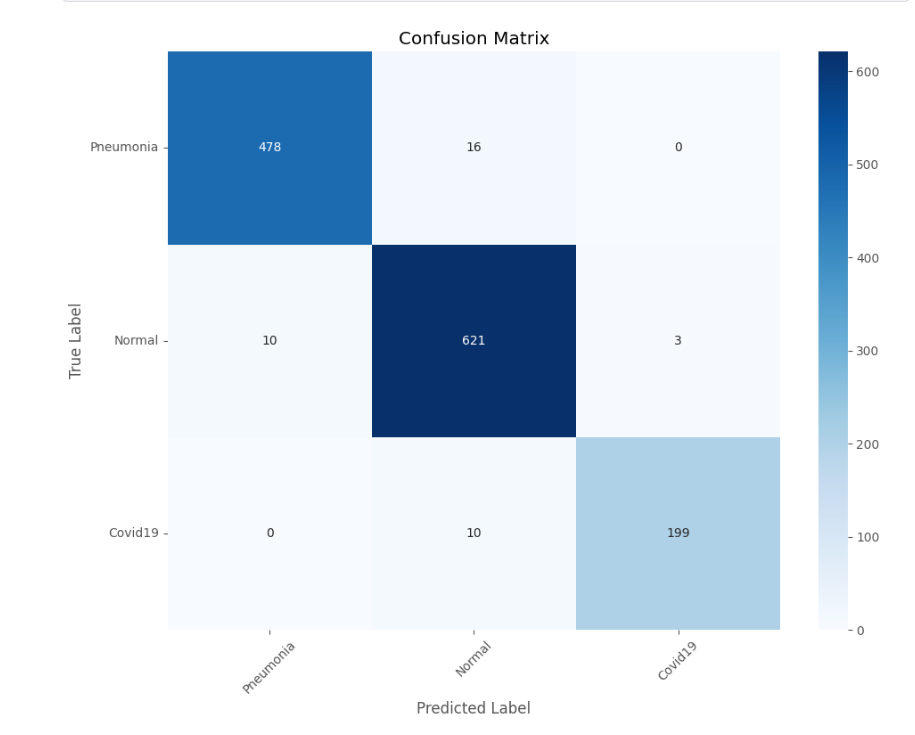 Confusion Matrix
600
Pneumonia
478
16
0
500
400
True Label
Normal
10
621
3
300
200
Covid19
0
10
199
100
0
Pneumonia
Normal
Covid19
Predicted Label